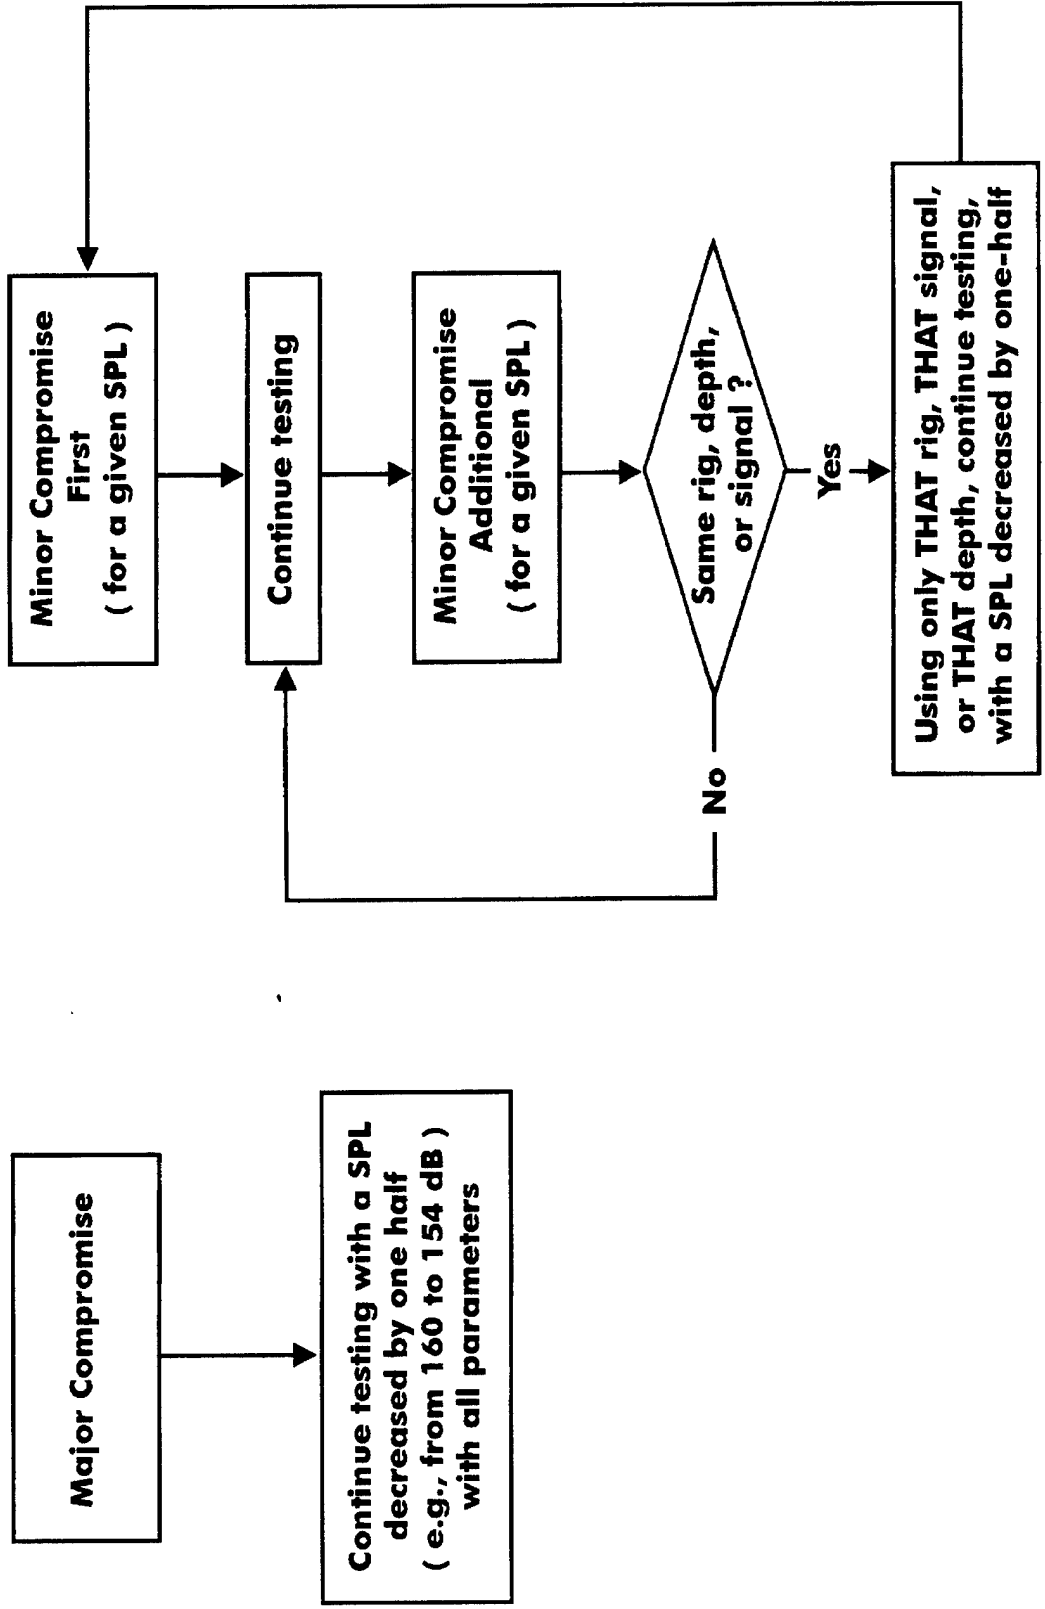 Major Compromise
Continue testing with a SPL
decreased by one half
( e.g., from 160 to 154 dB )
with all parameters
Minor Compromise
First
( for a given SPL )
Continue testing
Minor Compromise
Additional
( for a given SPL )
Same rig, depth,
or signal ?
No
Yes
Using only THAT rig, THAT signal,
or THAT depth, continue testing,
with a SPL decreased by one-half